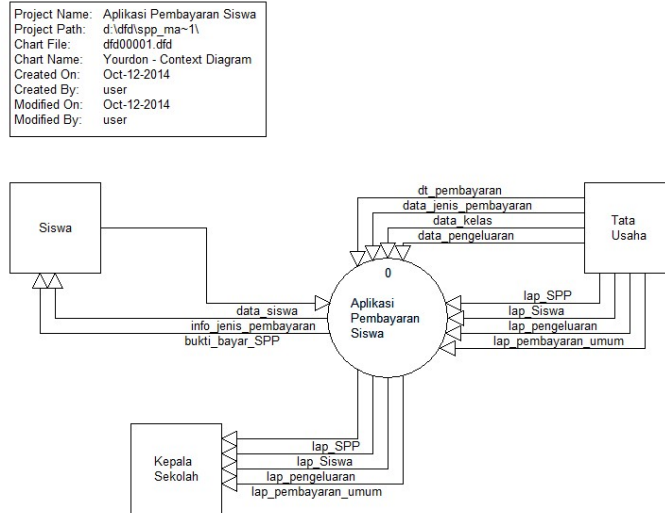 Project Name: Aplikasi Pembayaran Siswa
Project Path: d:\dfd\spp_ma~1\
Chart File: dfd00001.dfd
Chart Name: Yourdon - Context Diagram
Created On: Oct-12-2014
Created By: user
Modified On: Oct-12-2014
Modified By: user
dt_pembayaran
data_jenis_pembayaran
data_kelas
data_pengeluaran
Siswa
Tata
Usaha
0
Aplikasi
Pembayaran
Siswa
data_siswa
info_jenis_pembayaran
bukti_bayar_SPP
lap_SPP
lap_Siswa
lap_pengeluaran
lap_pembayaran_umum
Kepala
Sekolah
lap_SPP
lap_Siswa
lap_pengeluaran
lap_pembayaran_umum